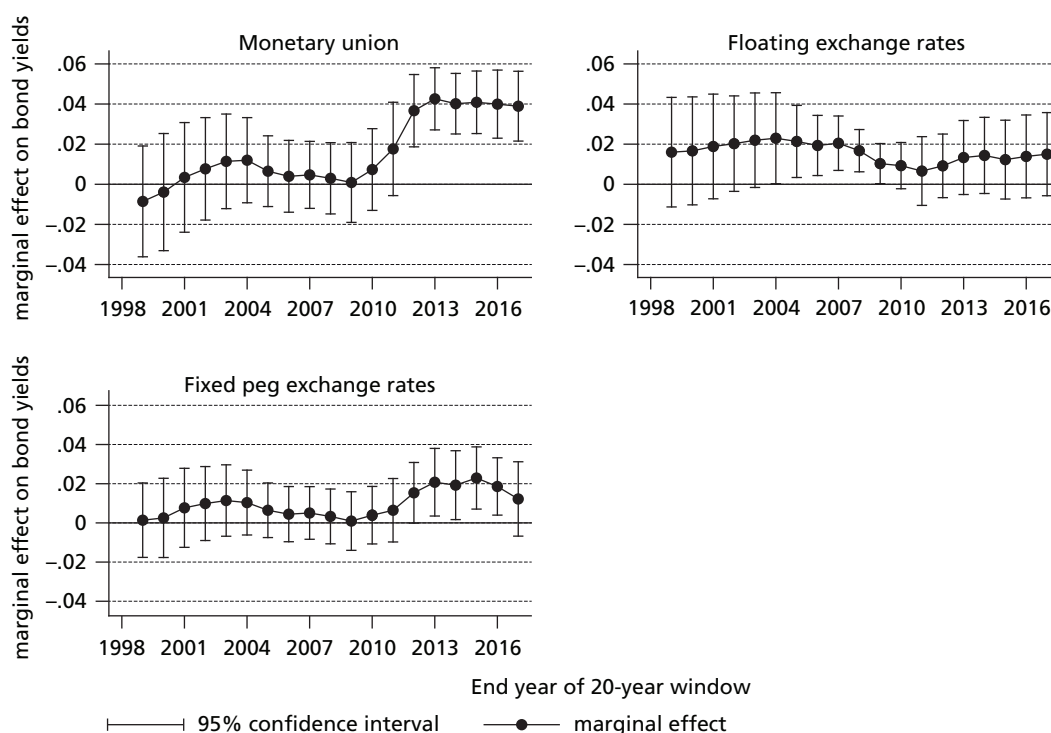 Monetary union
marginal effect on bond yields
.06
.04
.02
0
–.02
–.04
1998 2001 2004 2007 2010 2013 2016
Floating exchange rates
.06
.04
.02
0
–.02
–.04
1998 2001 2004 2007 2010 2013 2016
Fixed peg exchange rates
marginal effect on bond yields
.06
.04
.02
0
–.02
–.04
1998 2001 2004 2007 2010 2013 2016
End year of 20-year window
95% confidence interval marginal effect